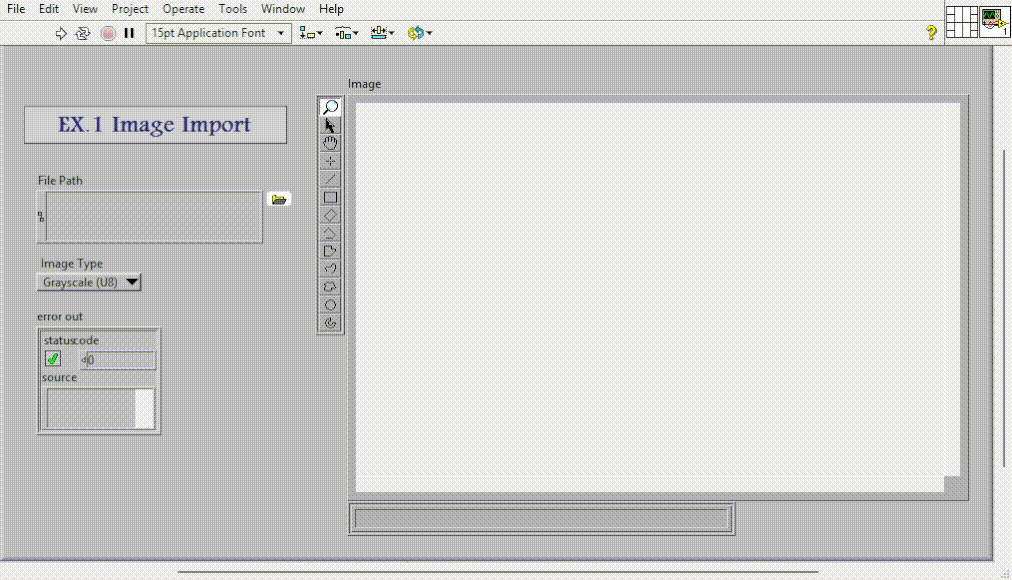 File Edit View Project Operate Tools Window Help
15pt Application Font
?
1
Image
EX.1 Image Import
File Path
Image Type
Grayscale (U8)
error out
status code
0
source